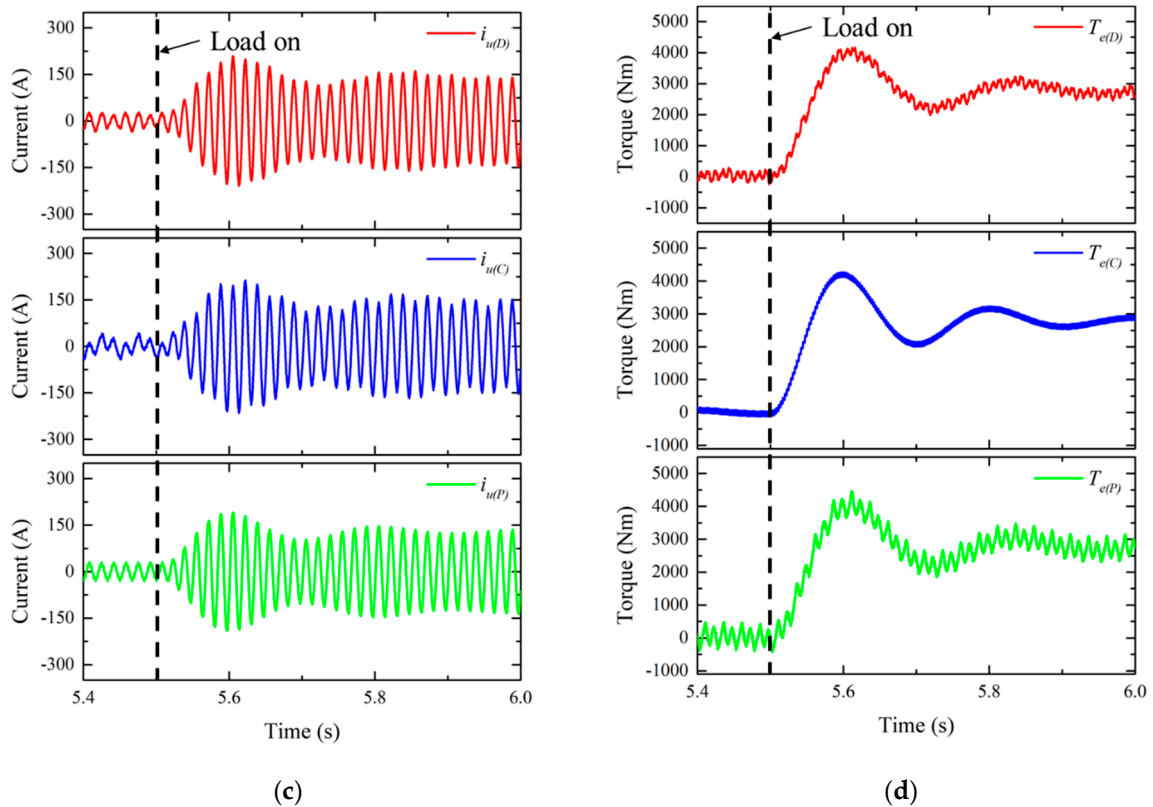 Load on
i_u(D)
Current (A)
300
150
0
-150
-300
i_u(C)
Current (A)
300
150
0
-150
-300
i_u(P)
Current (A)
300
150
0
-150
-300
5.4
5.6
5.8
6.0
Time (s)
(c)
Load on
T_e(D)
Torque (Nm)
5000
4000
3000
2000
1000
0
-1000
T_e(C)
Torque (Nm)
5000
4000
3000
2000
1000
0
-1000
T_e(P)
Torque (Nm)
5000
4000
3000
2000
1000
0
-1000
5.4
5.6
5.8
6.0
Time (s)
(d)